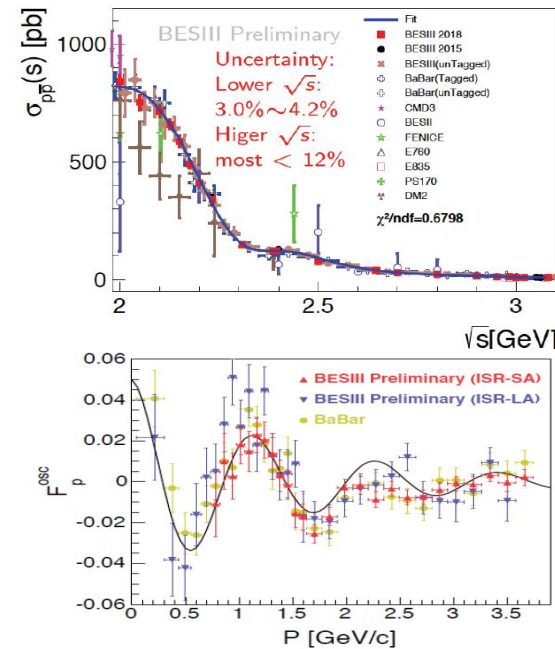 BESIII Preliminary
Uncertainty:
Lower √s:
3.0%~4.2%
Higer √s:
most < 12%
Fit
BESIII 2018
BESIII 2015
BESIII(unTagged)
BaBar(Tagged)
BaBar(unTagged)
CMD3
BESII
FENICE
E760
E835
PS170
DM2
χ²/ndf=0.6798
σpp̅(s) [pb]
1000
500
0
2
2.5
3
√s[GeV]
BESIII Preliminary (ISR-SA)
BESIII Preliminary (ISR-LA)
BaBar
F_p^osc
0.06
0.04
0.02
0
-0.02
-0.04
-0.06
0 0.5 1 1.5 2 2.5 3 3.5
P [GeV/c]